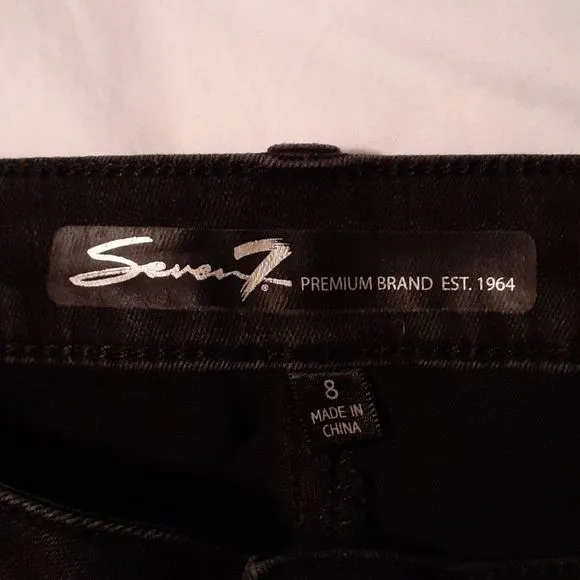 Seven7® PREMIUM BRAND EST. 1964
8
MADE IN
CHINA